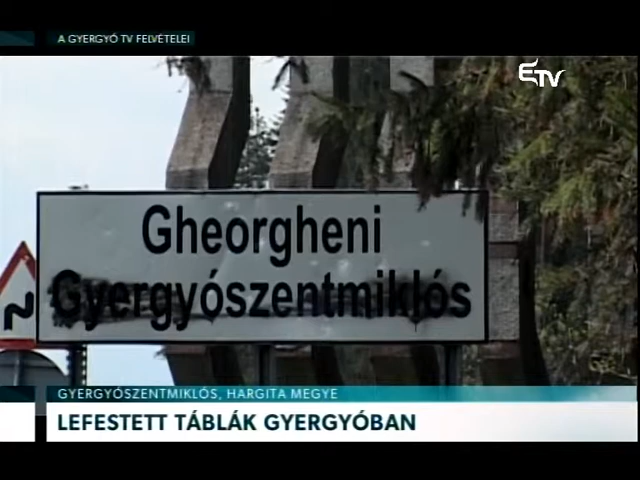 A GYERGYÓ TV FELVÉTELEI
ETV
Gheorgheni
Gyergyószentmiklós
GYERGYÓSZENTMIKLÓS, HARGITA MEGYE
LEFESTETT TÁBLÁK GYERGYÓBAN